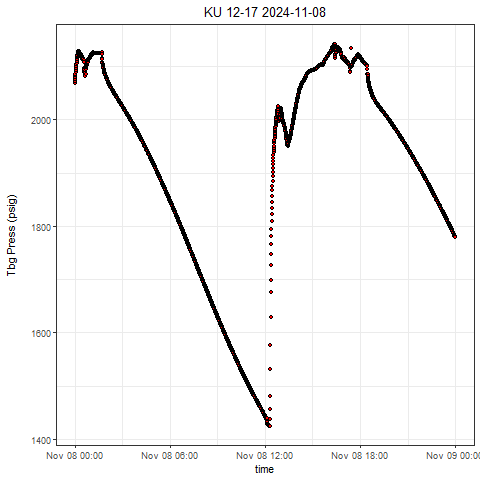 KU 12-17 2024-11-08
Tbg Press (psig)
2000
1800
1600
1400
Nov 08 00:00 Nov 08 06:00 Nov 08 12:00 Nov 08 18:00 Nov 09 00:00
time